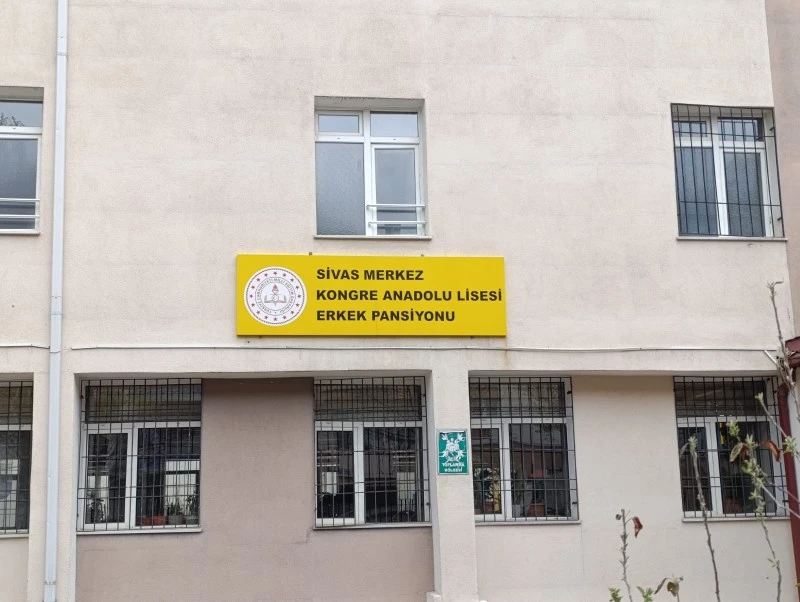 SİVAS MERKEZ
KONGRE ANADOLU LİSESİ
ERKEK PANSİYONU
TOPLANMA
BÖLGESİ